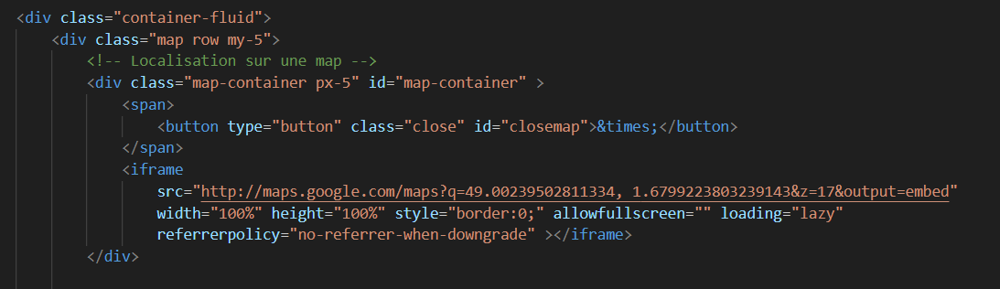 <div class="container-fluid">
<div class="map row my-5">
<!-- Localisation sur une map -->
<div class="map-container px-5" id="map-container" >
<span>
<button type="button" class="close" id="closemap">&times;</button>
</span>
<iframe
src="http://maps.google.com/maps?q=49.00239502811334, 1.6799223803239143&z=17&output=embed"
width="100%" height="100%" style="border:0;" allowfullscreen="" loading="lazy"
referrerpolicy="no-referrer-when-downgrade" ></iframe>
</div>